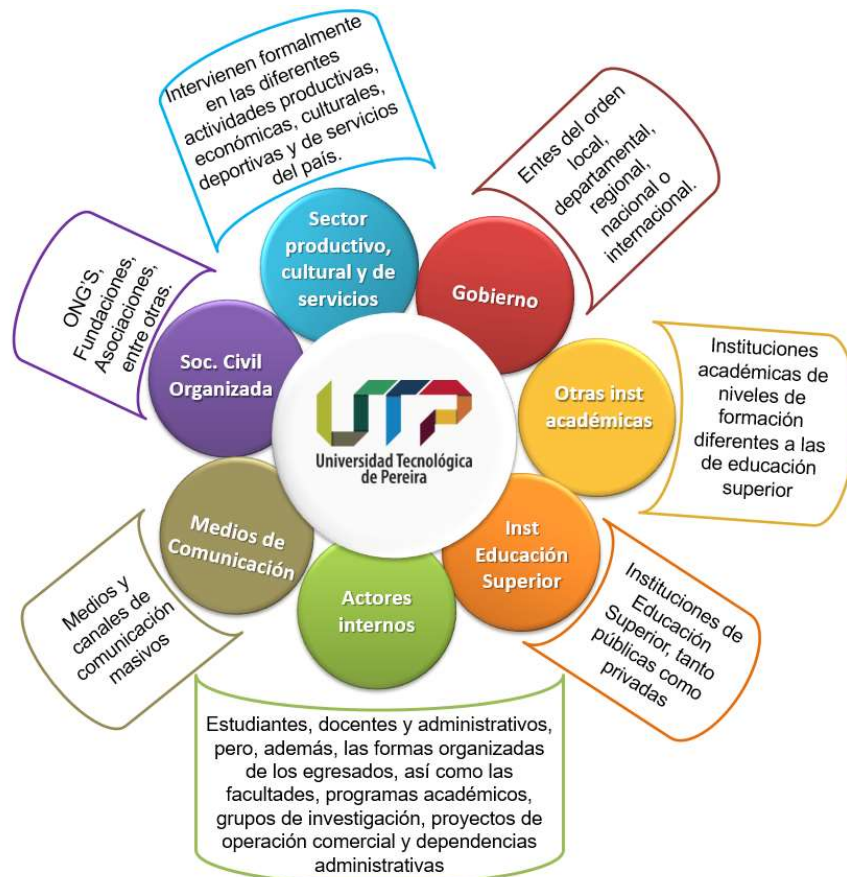 Intervienen formalmente
en las diferentes
actividades productivas,
económicas, culturales,
deportivas y de servicios
del país.
Sector
productivo,
cultural y de
servicios
Entes del orden
local,
departamental,
regional,
nacional o
internacional.
Gobierno
Instituciones
académicas de
niveles de
formación
diferentes a las
de educación
superior
Otras inst
académicas
Instituciones de
Educación
Superior, tanto
públicas como
privadas
Inst
Educación
Superior
Actores
internos
Estudiantes, docentes y administrativos,
pero, además, las formas organizadas
de los egresados, así como las
facultades, programas académicos,
grupos de investigación, proyectos de
operación comercial y dependencias
administrativas
Medios de
Comunicación
Medios y
canales de
comunicación
masivos
Soc. Civil
Organizada
ONG'S,
Fundaciones,
Asociaciones,
entre otras.
UTP
Universidad Tecnológica
de Pereira